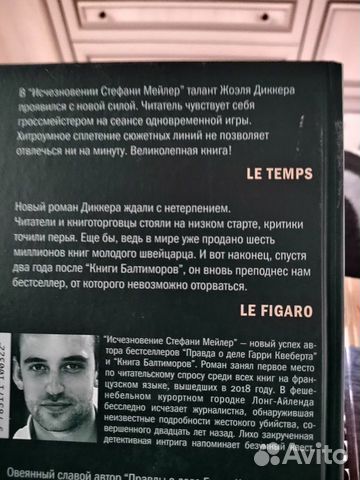 В "Исчезновении Стефани Мейлер" талант Жоэля Диккера
проявился с новой силой. Читатель чувствует себя
гроссмейстером на сеансе одновременной игры.
Хитроумное сплетение сюжетных линий не позволяет
отвлечься ни на минуту. Великолепная книга!
LE TEMPS
Новый роман Диккера ждали с нетерпением.
Читатели и книготорговцы стояли на низком старте, критики
точили перья. Еще бы, ведь в мире уже продано шесть
миллионов книг молодого швейцарца. И вот наконец, спустя
два года после "Книги Балтиморов", он вновь преподнес нам
бестселлер, от которого невозможно оторваться.
LE FIGARO
"Исчезновение Стефани Мейлер" – новый успех ав-
тора бестселлеров "Правда о деле Гарри Квеберта"
и "Книга Балтиморов". Роман занял первое место
по читательскому спросу среди всех книг на фран-
цузском языке, вышедших в 2018 году. В феше-
небельном курортном городке Лонг-Айленда
бесследно исчезает журналистка, обнаружившая
неизвестные подробности жестокого убийства, со-
вершенного двадцать лет назад. Лихо закрученная
детективная интрига напоминает безумный квест
Овеянный славой автор "Правды о деле Гарри
9 785171 100322
Avito